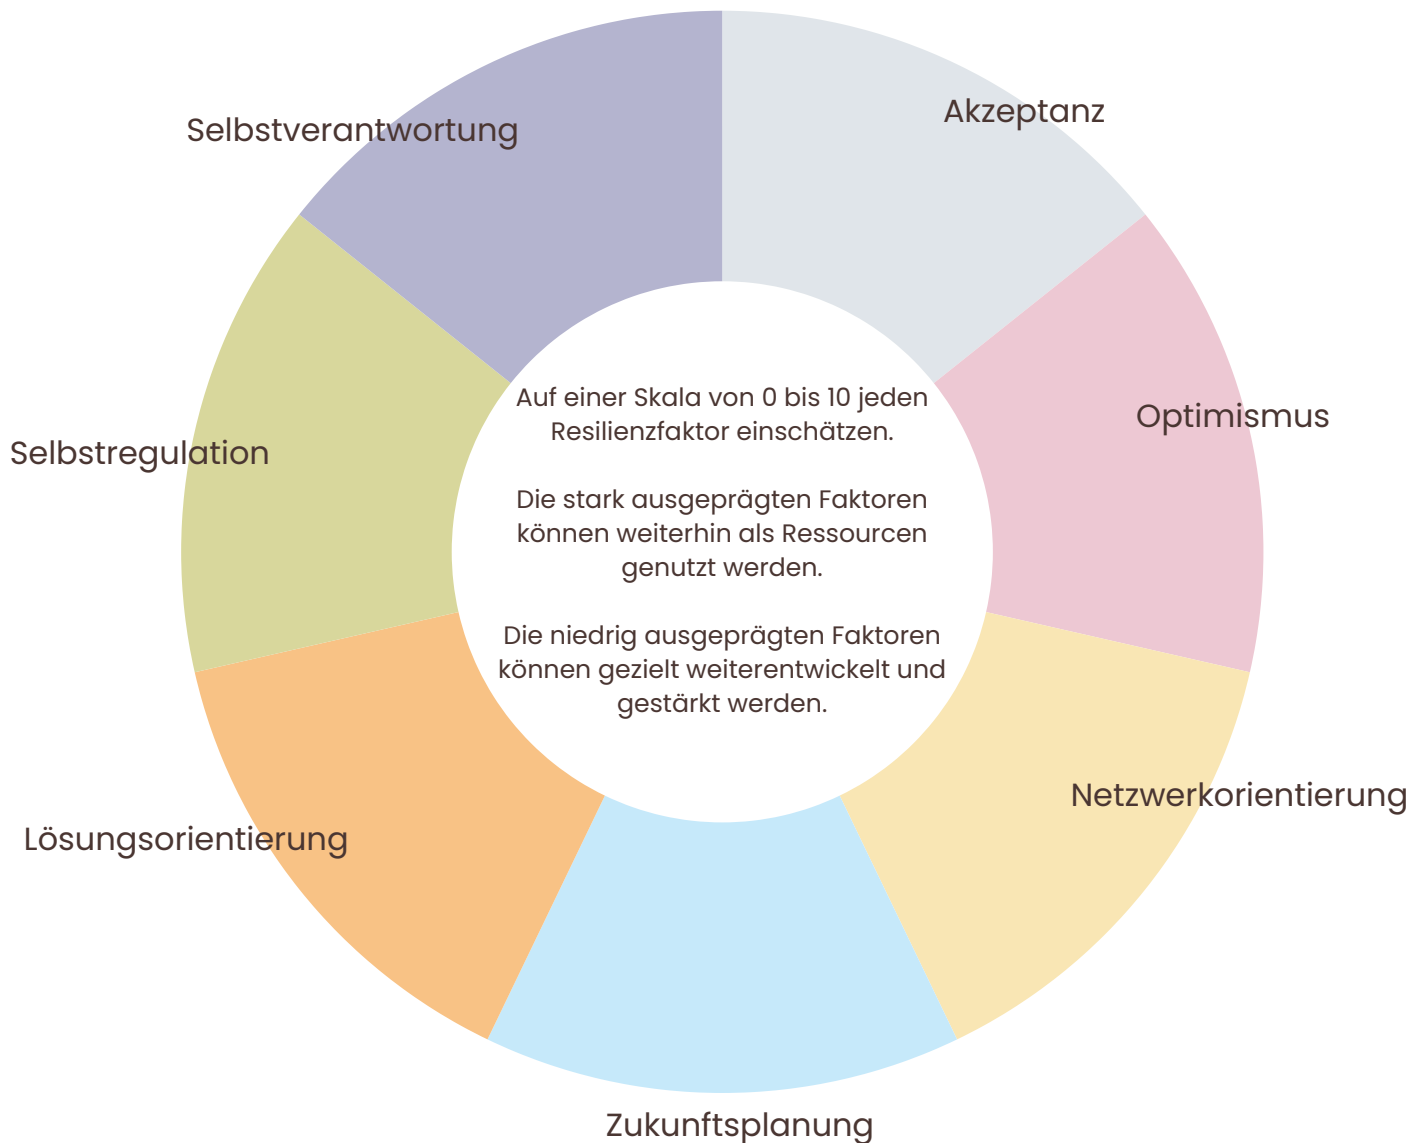 Akzeptanz
Selbstverantwortung
Optimismus
Selbstregulation
Auf einer Skala von 0 bis 10 jeden
Resilienzfaktor einschätzen.
Die stark ausgeprägten Faktoren
können weiterhin als Ressourcen
genutzt werden.
Die niedrig ausgeprägten Faktoren
können gezielt weiterentwickelt und
gestärkt werden.
Netzwerkorientierung
Lösungsorientierung
Zukunftsplanung